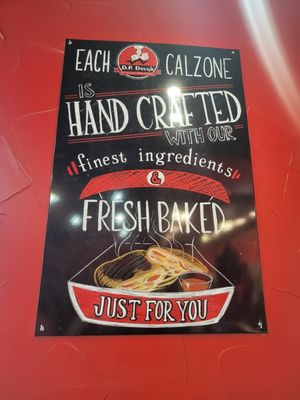 EACH D.P. Dough CALZONE
IS
HAND CRAFTED
WITH OUR
finest ingredients
&
FRESH BAKED
JUST FOR YOU